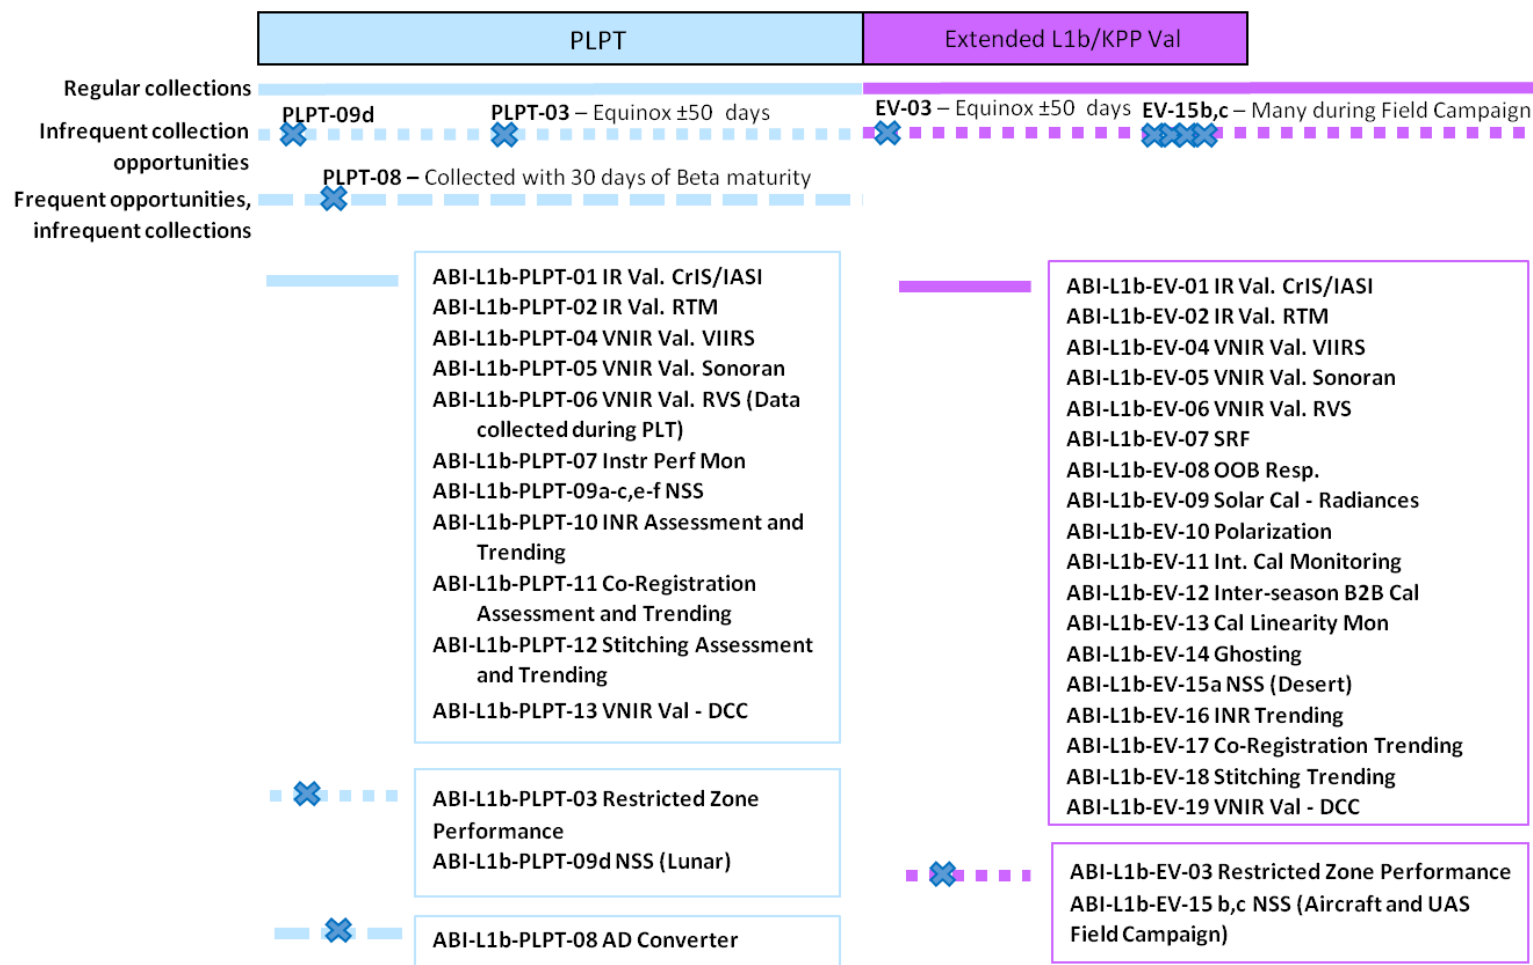 PLPT
Extended L1b/KPP Val
Regular collections
PLPT-09d
PLPT-03 – Equinox ±50 days
EV-03 – Equinox ±50 days
EV-15b,c – Many during Field Campaign
Infrequent collection
opportunities
PLPT-08 – Collected with 30 days of Beta maturity
Frequent opportunities,
infrequent collections
ABI-L1b-PLPT-01 IR Val. CrIS/IASI
ABI-L1b-PLPT-02 IR Val. RTM
ABI-L1b-PLPT-04 VNIR Val. VIIRS
ABI-L1b-PLPT-05 VNIR Val. Sonoran
ABI-L1b-PLPT-06 VNIR Val. RVS (Data
collected during PLT)
ABI-L1b-PLPT-07 Instr Perf Mon
ABI-L1b-PLPT-09a-c,e-f NSS
ABI-L1b-PLPT-10 INR Assessment and
Trending
ABI-L1b-PLPT-11 Co-Registration
Assessment and Trending
ABI-L1b-PLPT-12 Stitching Assessment
and Trending
ABI-L1b-PLPT-13 VNIR Val - DCC
ABI-L1b-PLPT-03 Restricted Zone
Performance
ABI-L1b-PLPT-09d NSS (Lunar)
ABI-L1b-PLPT-08 AD Converter
ABI-L1b-EV-01 IR Val. CrIS/IASI
ABI-L1b-EV-02 IR Val. RTM
ABI-L1b-EV-04 VNIR Val. VIIRS
ABI-L1b-EV-05 VNIR Val. Sonoran
ABI-L1b-EV-06 VNIR Val. RVS
ABI-L1b-EV-07 SRF
ABI-L1b-EV-08 OOB Resp.
ABI-L1b-EV-09 Solar Cal - Radiances
ABI-L1b-EV-10 Polarization
ABI-L1b-EV-11 Int. Cal Monitoring
ABI-L1b-EV-12 Inter-season B2B Cal
ABI-L1b-EV-13 Cal Linearity Mon
ABI-L1b-EV-14 Ghosting
ABI-L1b-EV-15a NSS (Desert)
ABI-L1b-EV-16 INR Trending
ABI-L1b-EV-17 Co-Registration Trending
ABI-L1b-EV-18 Stitching Trending
ABI-L1b-EV-19 VNIR Val - DCC
ABI-L1b-EV-03 Restricted Zone Performance
ABI-L1b-EV-15 b,c NSS (Aircraft and UAS
Field Campaign)